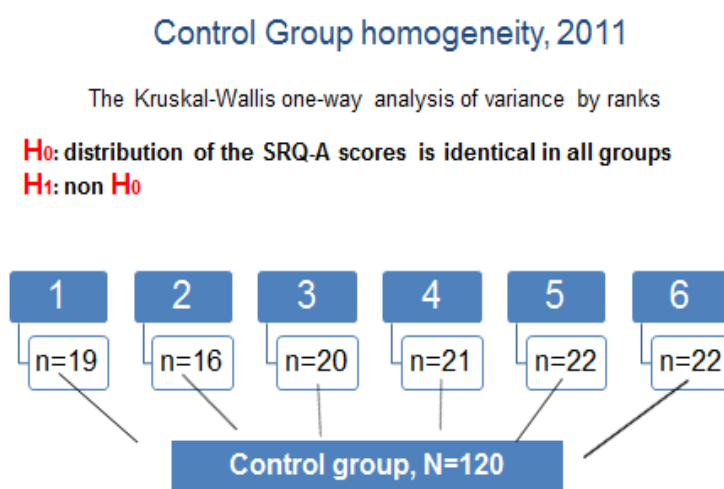 Control Group homogeneity, 2011
The Kruskal-Wallis one-way analysis of variance by ranks
H0: distribution of the SRQ-A scores is identical in all groups
H1: non H0
1 2 3 4 5 6
n=19 n=16 n=20 n=21 n=22 n=22
Control group, N=120